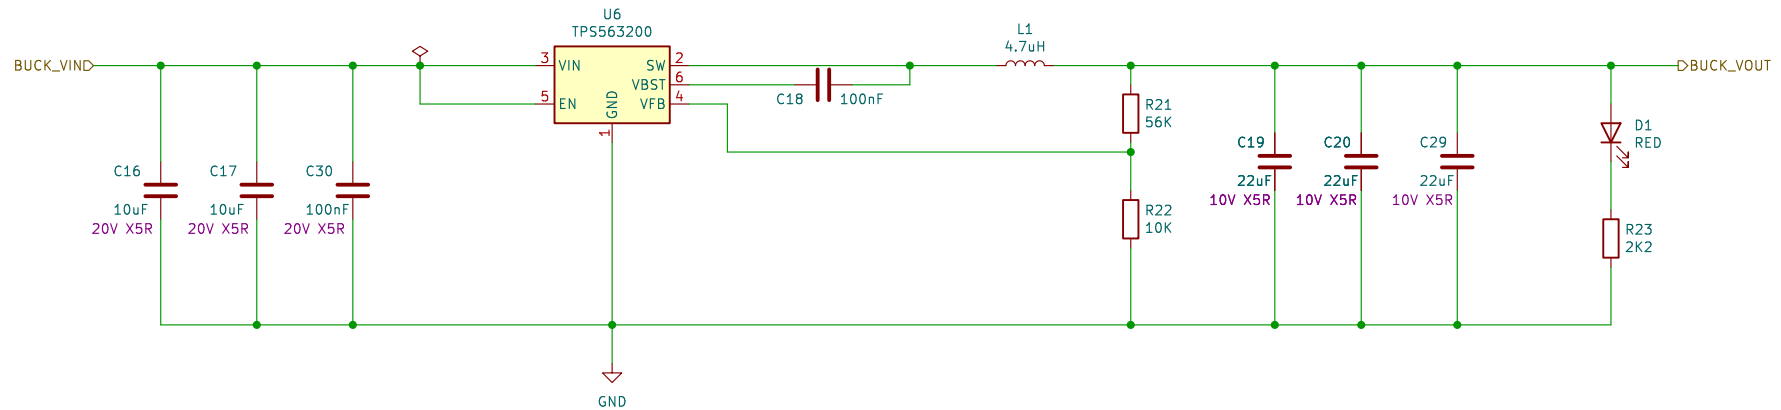 U6
TPS563200
BUCK_VIN
3
VIN
5
EN
GND
1
SW
2
VBST
6
VFB
4
C18
100nF
L1
4.7uH
BUCK_VOUT
R21
56K
R22
10K
C16
10uF
20V X5R
C17
10uF
20V X5R
C30
100nF
20V X5R
C19
22uF
10V X5R
C20
22uF
10V X5R
C29
22uF
10V X5R
D1
RED
R23
2K2
GND